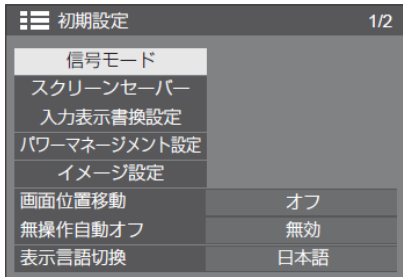 初期設定 1/2
信号モード
スクリーンセーバー
入力表示書換設定
パワーマネージメント設定
イメージ設定
画面位置移動 オフ
無操作自動オフ 無効
表示言語切換 日本語